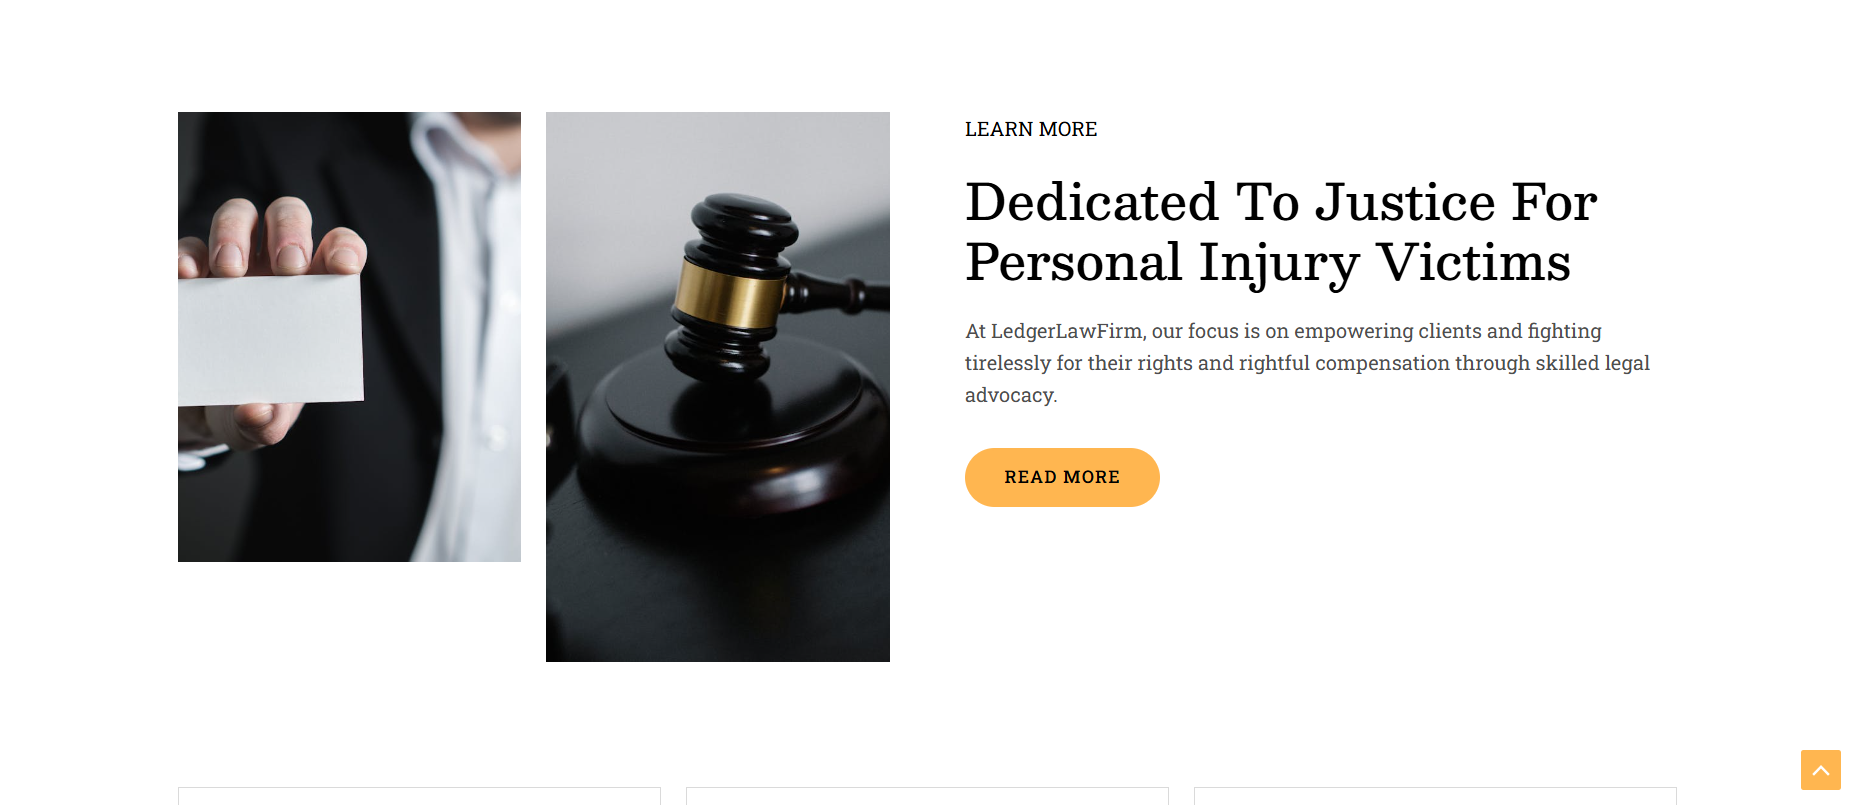 LEARN MORE
Dedicated To Justice For
Personal Injury Victims
At LedgerLawFirm, our focus is on empowering clients and fighting
tirelessly for their rights and rightful compensation through skilled legal
advocacy.
READ MORE